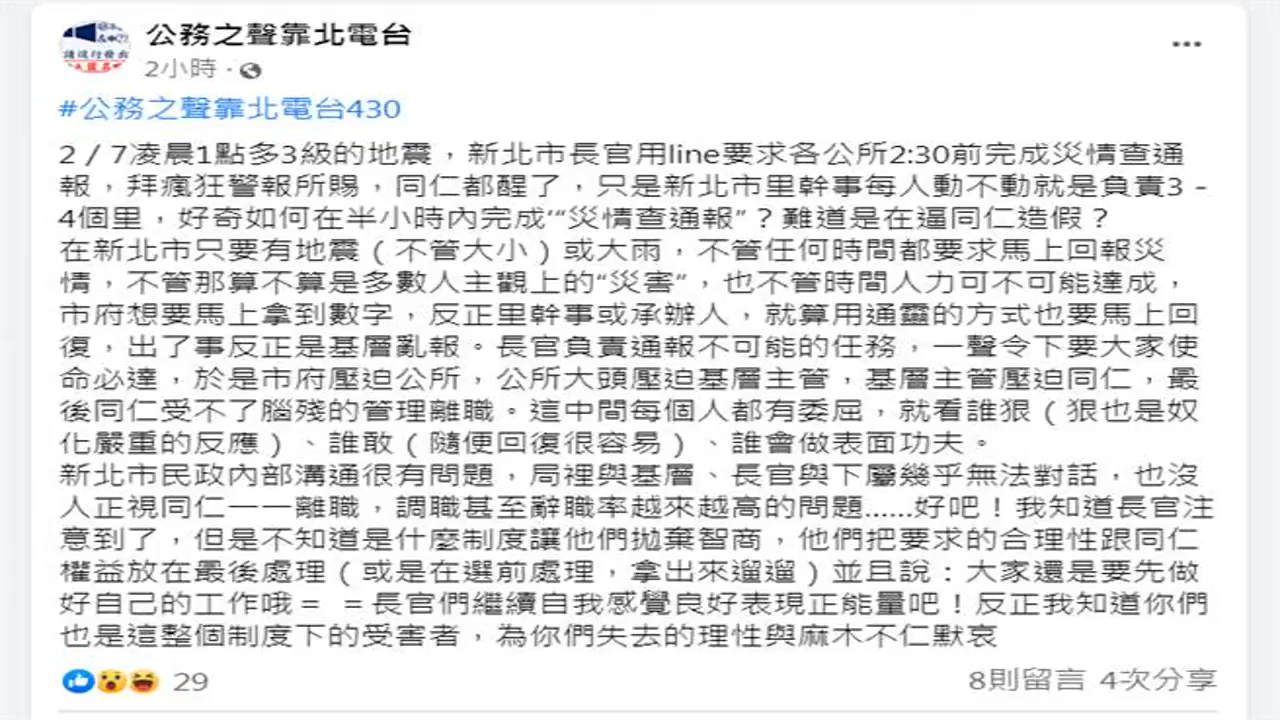 公務之聲靠北電台
2小時 ·
#公務之聲靠北電台430
2/7凌晨1點多3級的地震，新北市長官用line要求各公所2:30前完成災情查通
報，拜瘋狂警報所賜，同仁都醒了，只是新北市里幹事每人動不動就是負責3-
4個里，好奇如何在半小時內完成‘“災情查通報”？難道是在逼同仁造假？
在新北市只要有地震（不管大小）或大雨，不管任何時間都要求馬上回報災
情，不管那算不算是多數人主觀上的“災害”，也不管時間人力可不可能達成，
市府想要馬上拿到數字，反正里幹事或承辦人，就算用通靈的方式也要馬上回
復，出了事反正是基層亂報。長官負責通報不可能的任務，一聲令下要大家使
命必達，於是市府壓迫公所，公所大頭壓迫基層主管，基層主管壓迫同仁，最
後同仁受不了腦殘的管理離職。這中間每個人都有委屈，就看誰狠（狠也是奴
化嚴重的反應）、誰敢（隨便回復很容易）、誰會做表面功夫。
新北市民政內部溝通很有問題，局裡與基層、長官與下屬幾乎無法對話，也沒
人正視同仁一一離職，調職甚至辭職率越來越高的問題......好吧！我知道長官注
意到了，但是不知道是什麼制度讓他們拋棄智商，他們把要求的合理性跟同仁
權益放在最後處理（或是在選前處理，拿出來遛遛）並且說：大家還是要先做
好自己的工作哦＝ ＝長官們繼續自我感覺良好表現正能量吧！反正我知道你們
也是這整個制度下的受害者，為你們失去的理性與麻木不仁默哀
29
8則留言 4次分享